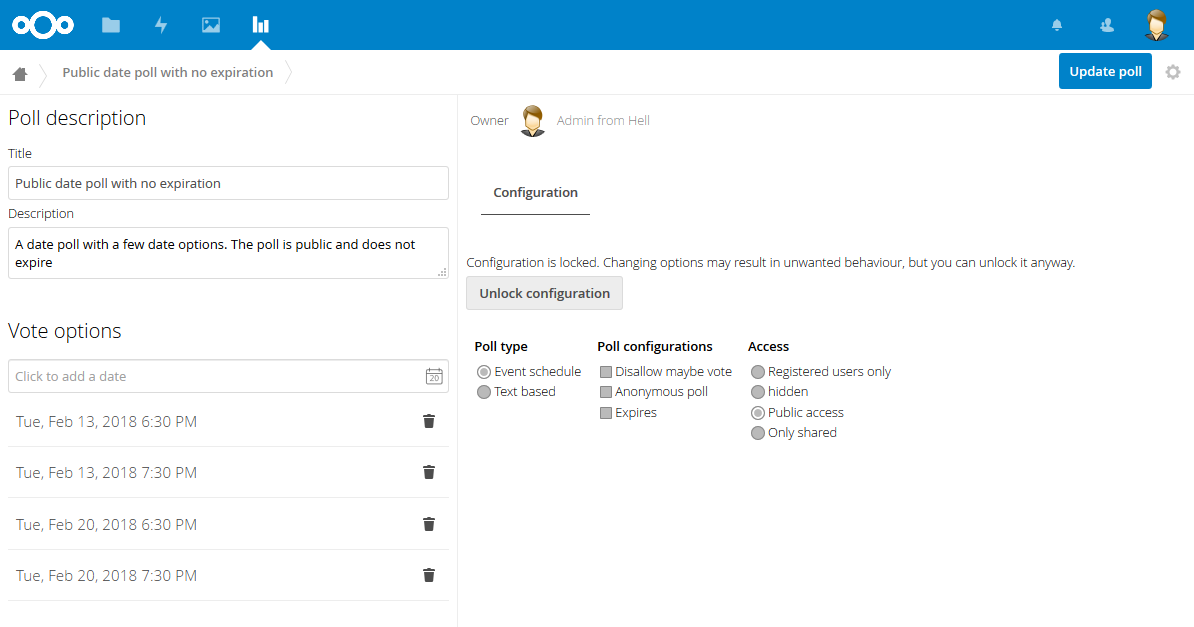 Public date poll with no expiration
Update poll
Poll description
Title
Public date poll with no expiration
Description
A date poll with a few date options. The poll is public and does not
expire
Vote options
Click to add a date
20
Tue, Feb 13, 2018 6:30 PM
Tue, Feb 13, 2018 7:30 PM
Tue, Feb 20, 2018 6:30 PM
Tue, Feb 20, 2018 7:30 PM
Owner
Admin from Hell
Configuration
Configuration is locked. Changing options may result in unwanted behaviour, but you can unlock it anyway.
Unlock configuration
Poll type
Event schedule
Text based
Poll configurations
Disallow maybe vote
Anonymous poll
Expires
Access
Registered users only
hidden
Public access
Only shared